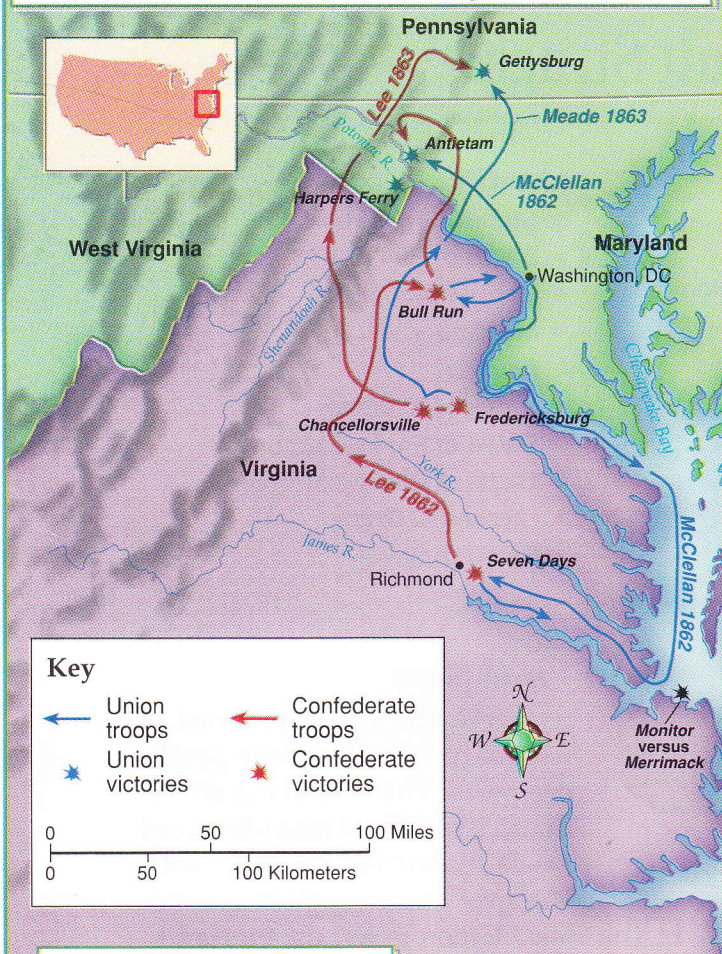 Pennsylvania
Gettysburg
Lee 1863
Meade 1863
Potomac R.
Antietam
McClellan
1862
Harpers Ferry
West Virginia
Maryland
Washington, DC
Shenandoah R.
Bull Run
Chesapeake Bay
Chancellorsville
Fredericksburg
Virginia
York R.
Lee 1862
James R.
Seven Days
Richmond
McClellan 1862
Key
Union
troops
Confederate
troops
Union
victories
Confederate
victories
0 50 100 Miles
0 50 100 Kilometers
N
W E
S
Monitor
versus
Merrimack